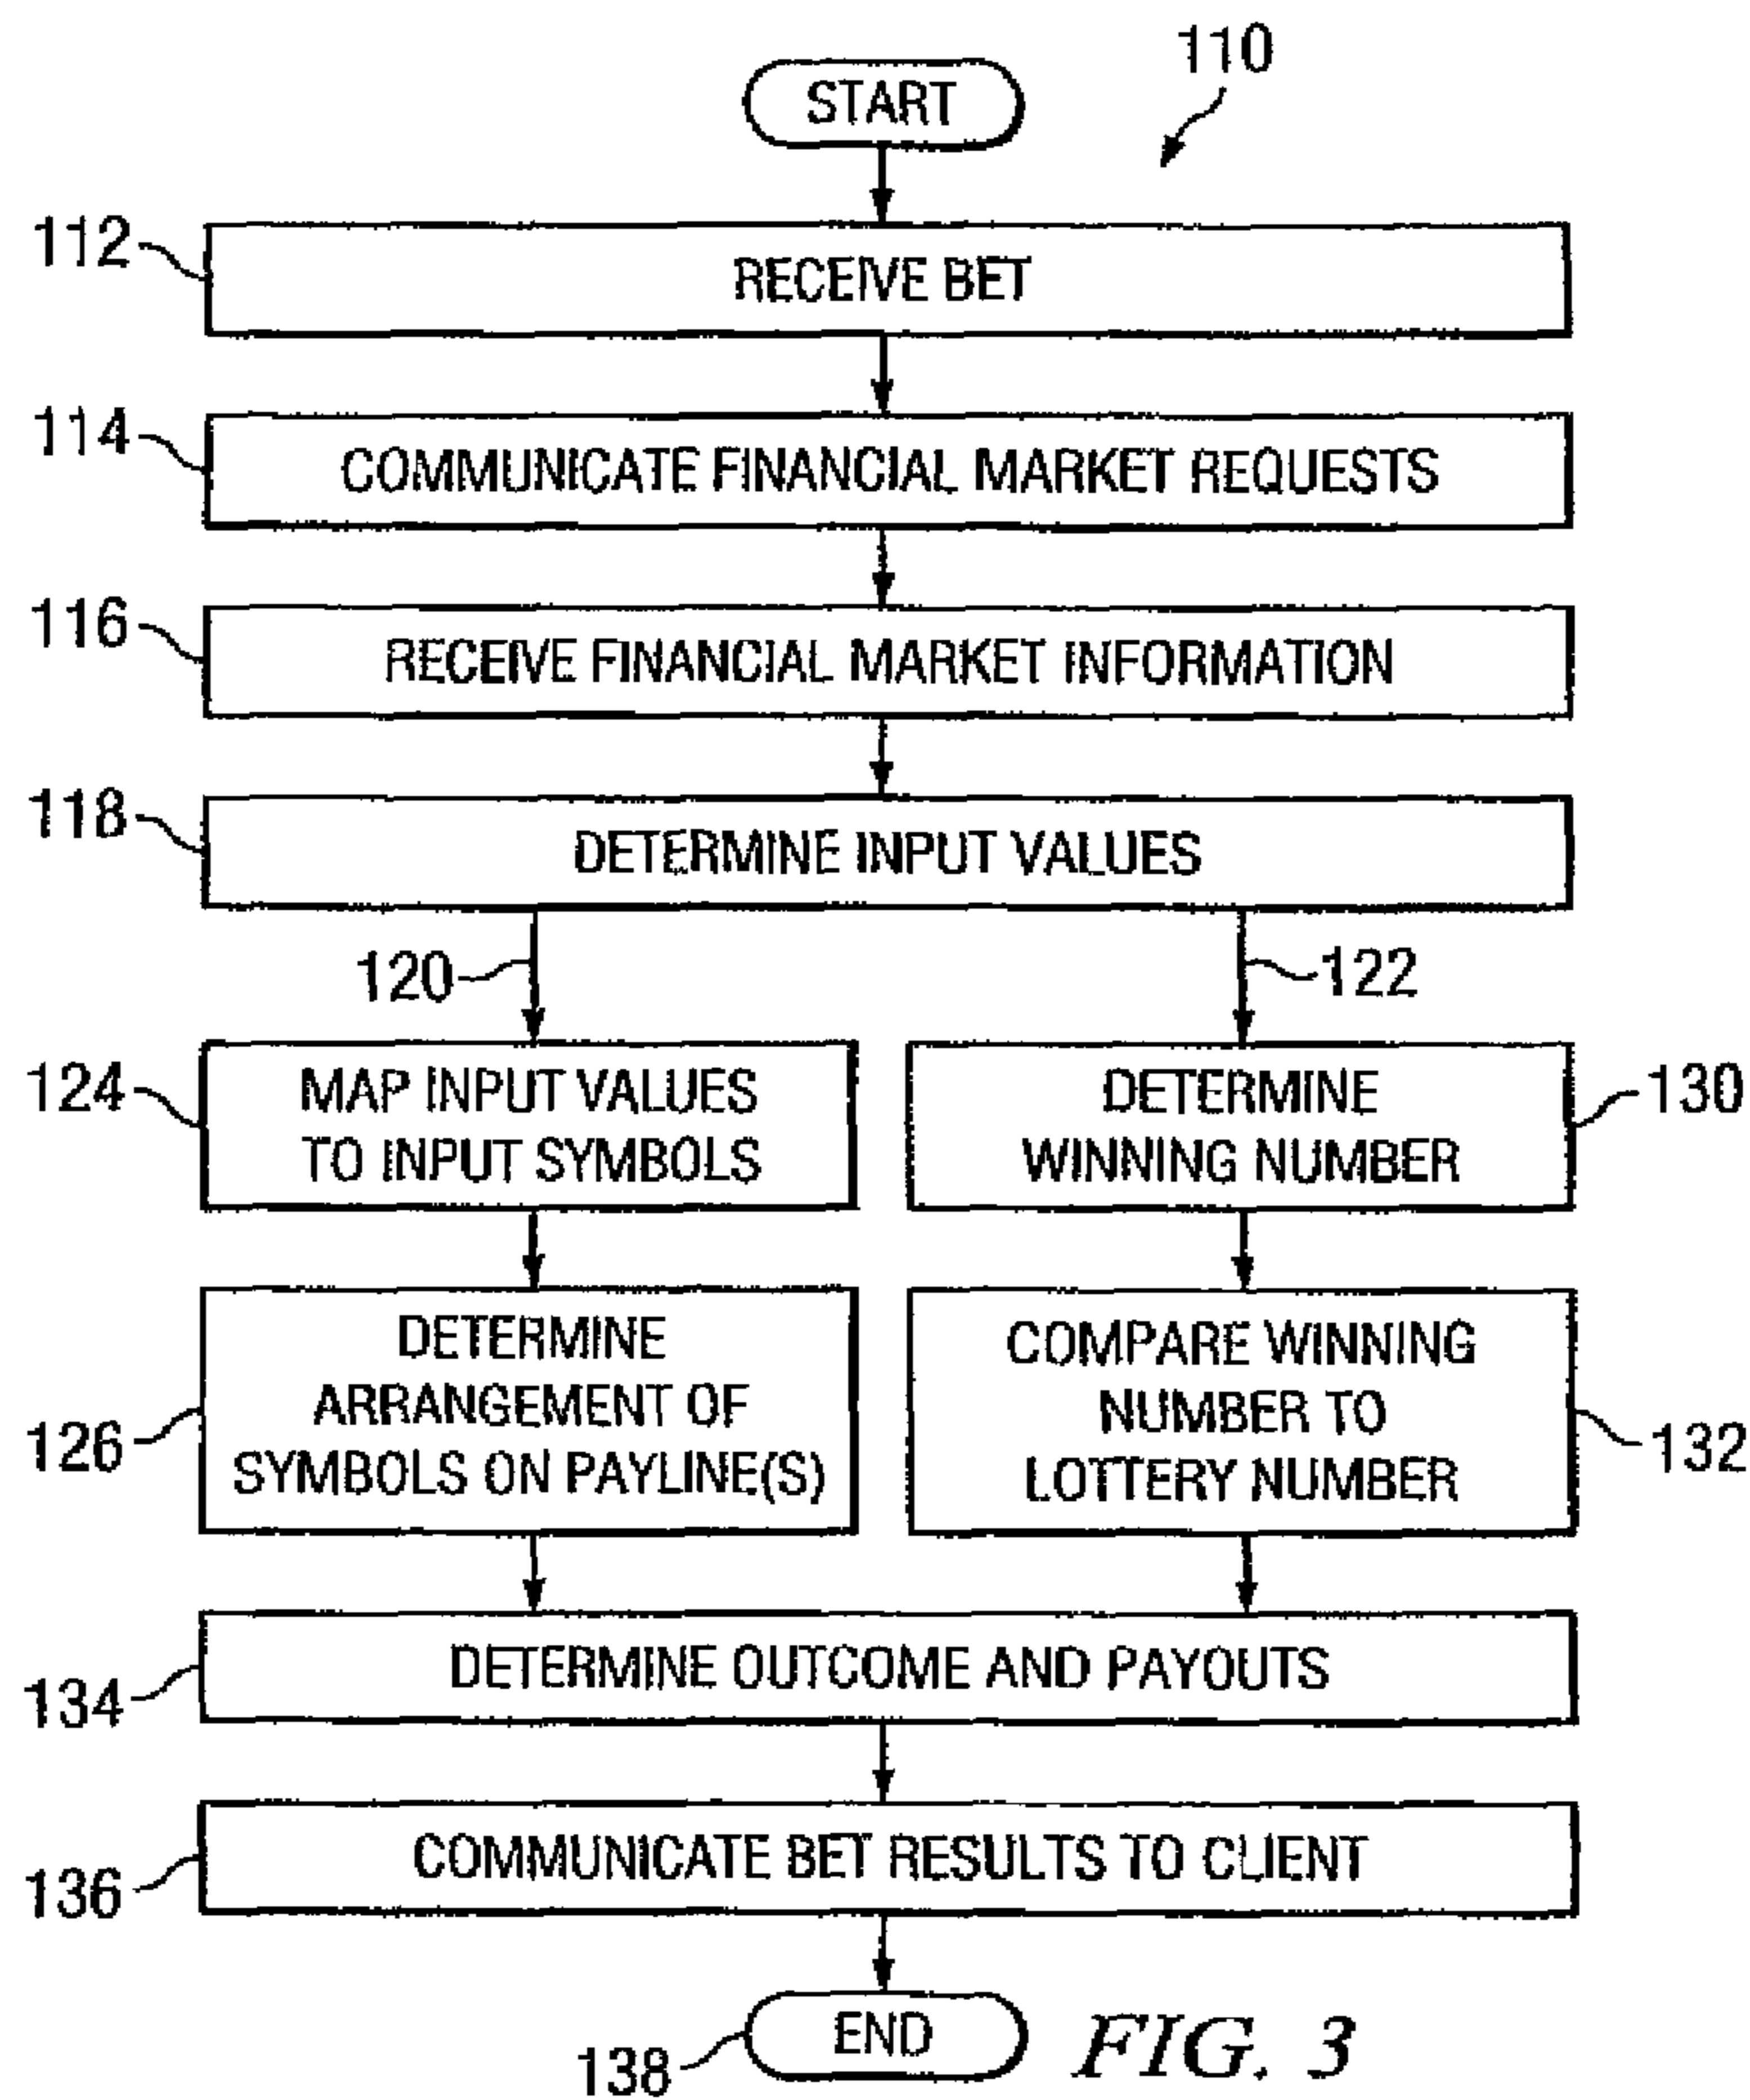 110
START
112
RECEIVE BET
114
COMMUNICATE FINANCIAL MARKET REQUESTS
116
RECEIVE FINANCIAL MARKET INFORMATION
118
DETERMINE INPUT VALUES
120
122
124
MAP INPUT VALUES
TO INPUT SYMBOLS
DETERMINE
WINNING NUMBER
130
126
DETERMINE
ARRANGEMENT OF
SYMBOLS ON PAYLINE(S)
COMPARE WINNING
NUMBER TO
LOTTERY NUMBER
132
134
DETERMINE OUTCOME AND PAYOUTS
136
COMMUNICATE BET RESULTS TO CLIENT
138
END
FIG. 3